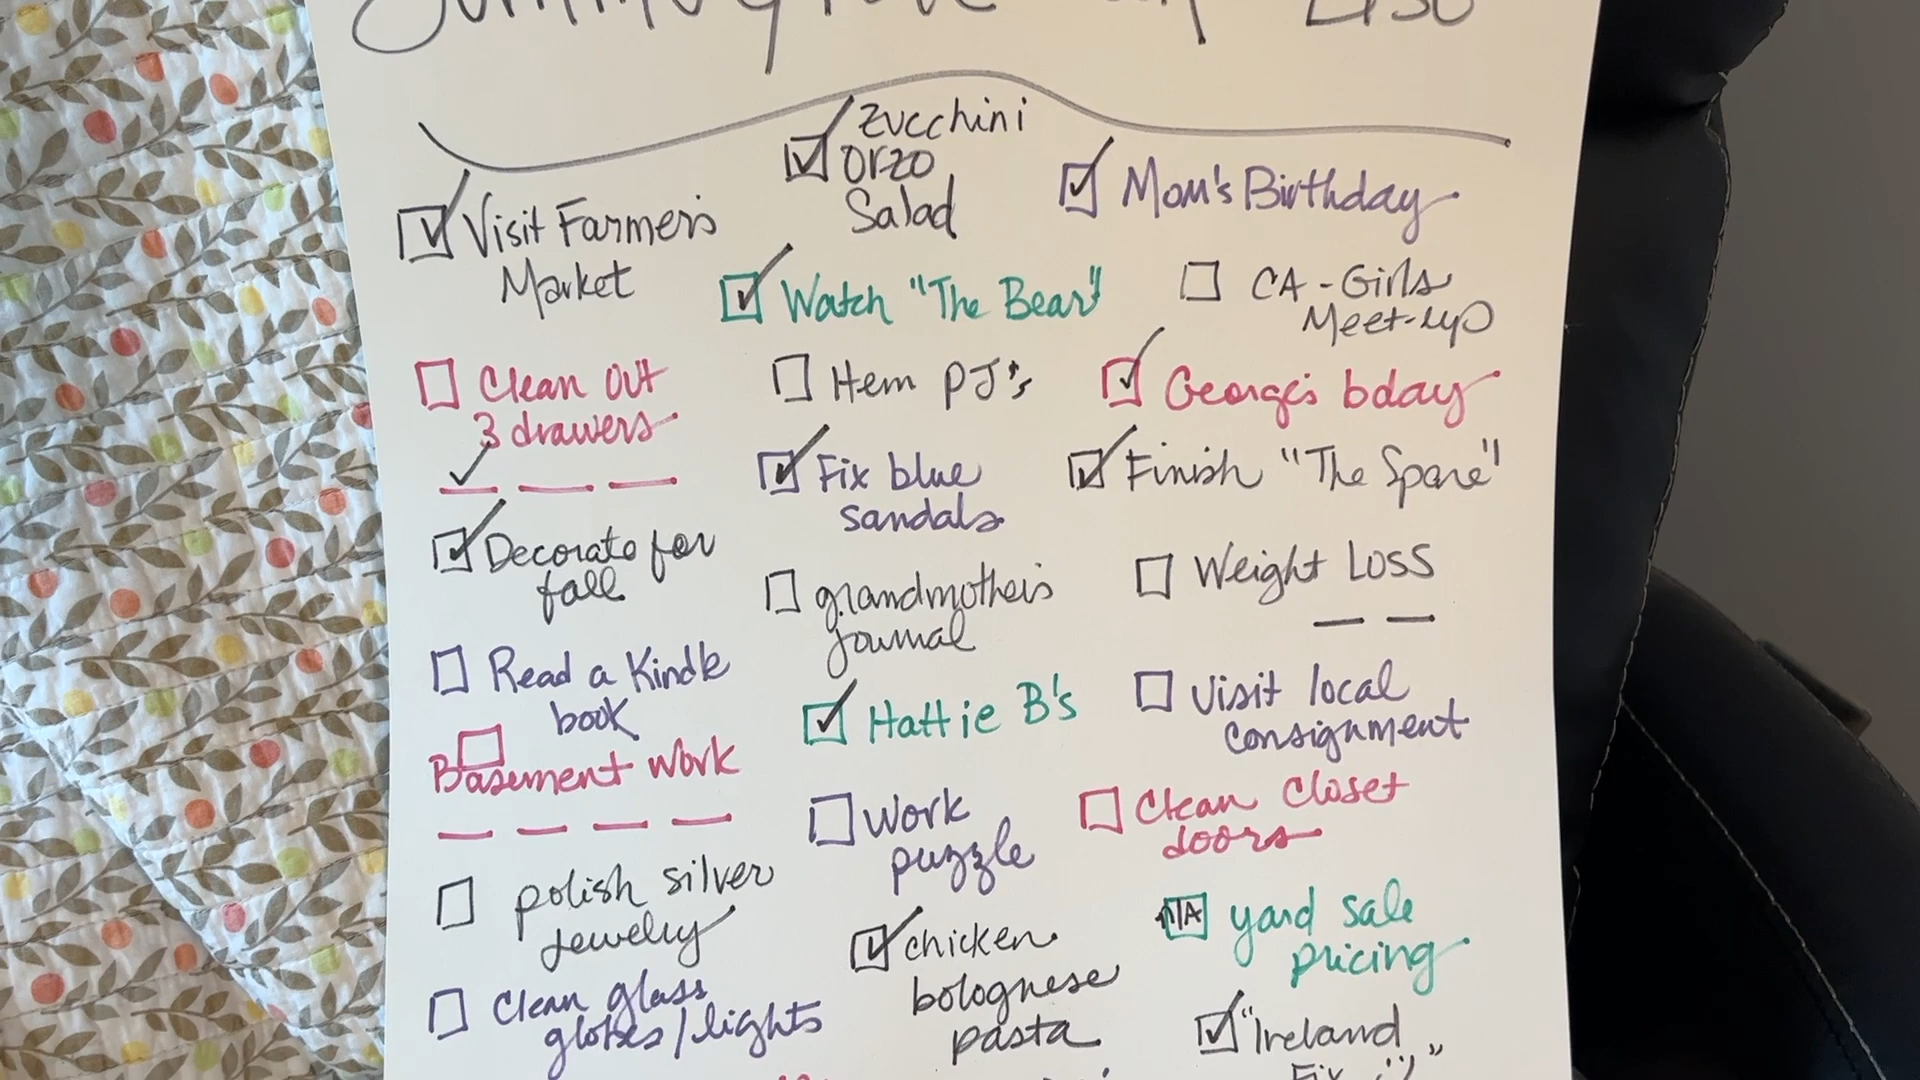 List
Visit Farmer's
Market
Clean Out
3 drawers
Decorate for
fall
Read a Kindle
book
Basement work
polish silver
jewelry
Clean glass
globes/lights
Zucchini
Orzo
Salad
Watch "The Bear"
Hem PJ's
Fix blue
sandals
grandmother's
journal
Hattie B's
Work
puzzle
chicken
bolognese
pasta
Mom's Birthday
CA-Girls
Meet-up
George's bday
Finish "The Spare"
Weight Loss
Visit local
consignment
Clean closet
doors
N/A yard sale
pricing
"Ireland